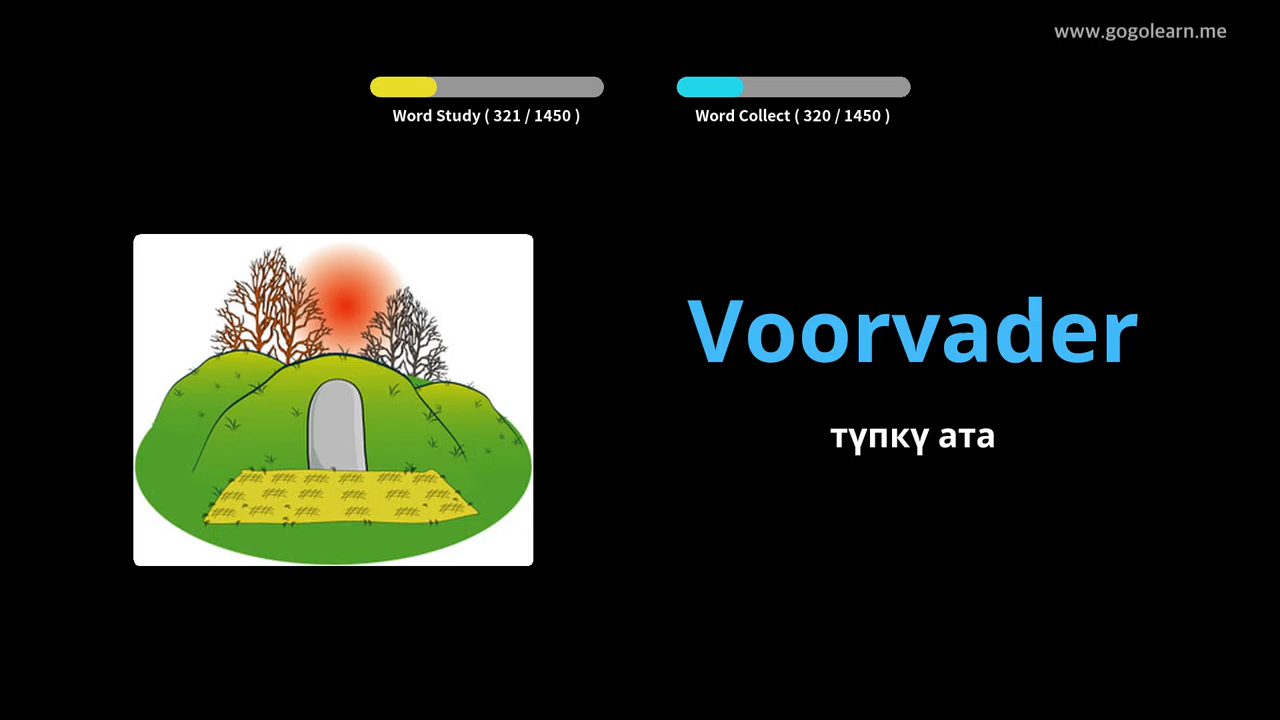 www.gogolearn.me
Word Study ( 321 / 1450 )
Word Collect ( 320 / 1450 )
Voorvader
түпкү ата